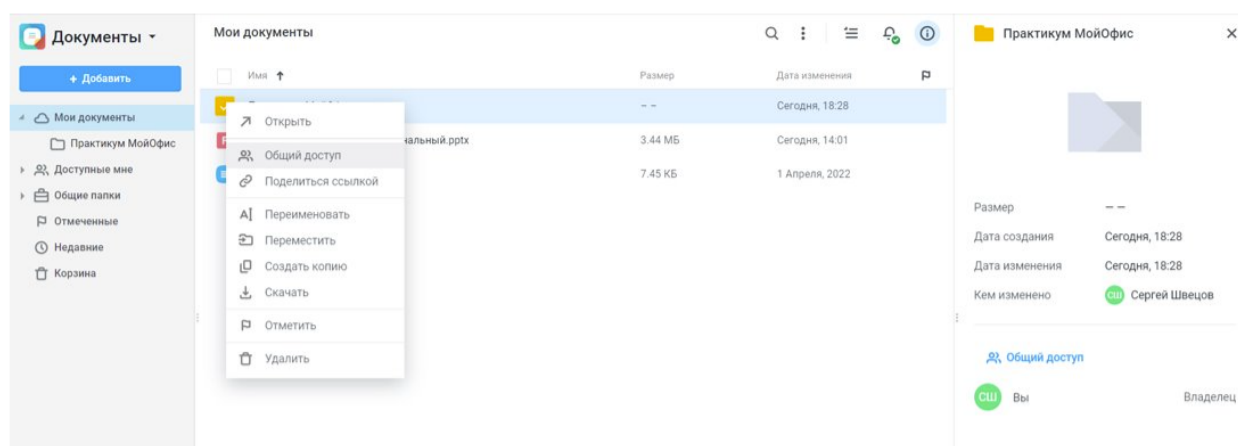 Документы
+ Добавить
Мои документы
Практикум МойОфис
Доступные мне
Общие папки
Отмеченные
Недавние
Корзина
Мои документы
Имя Размер Дата изменения
– – Сегодня, 18:28
нальный.pptx 3.44 МБ Сегодня, 14:01
7.45 КБ 1 Апреля, 2022
Открыть
Общий доступ
Поделиться ссылкой
Переименовать
Переместить
Создать копию
Скачать
Отметить
Удалить
Практикум МойОфис
Размер – –
Дата создания Сегодня, 18:28
Дата изменения Сегодня, 18:28
Кем изменено СШ Сергей Швецов
Общий доступ
СШ Вы Владелец